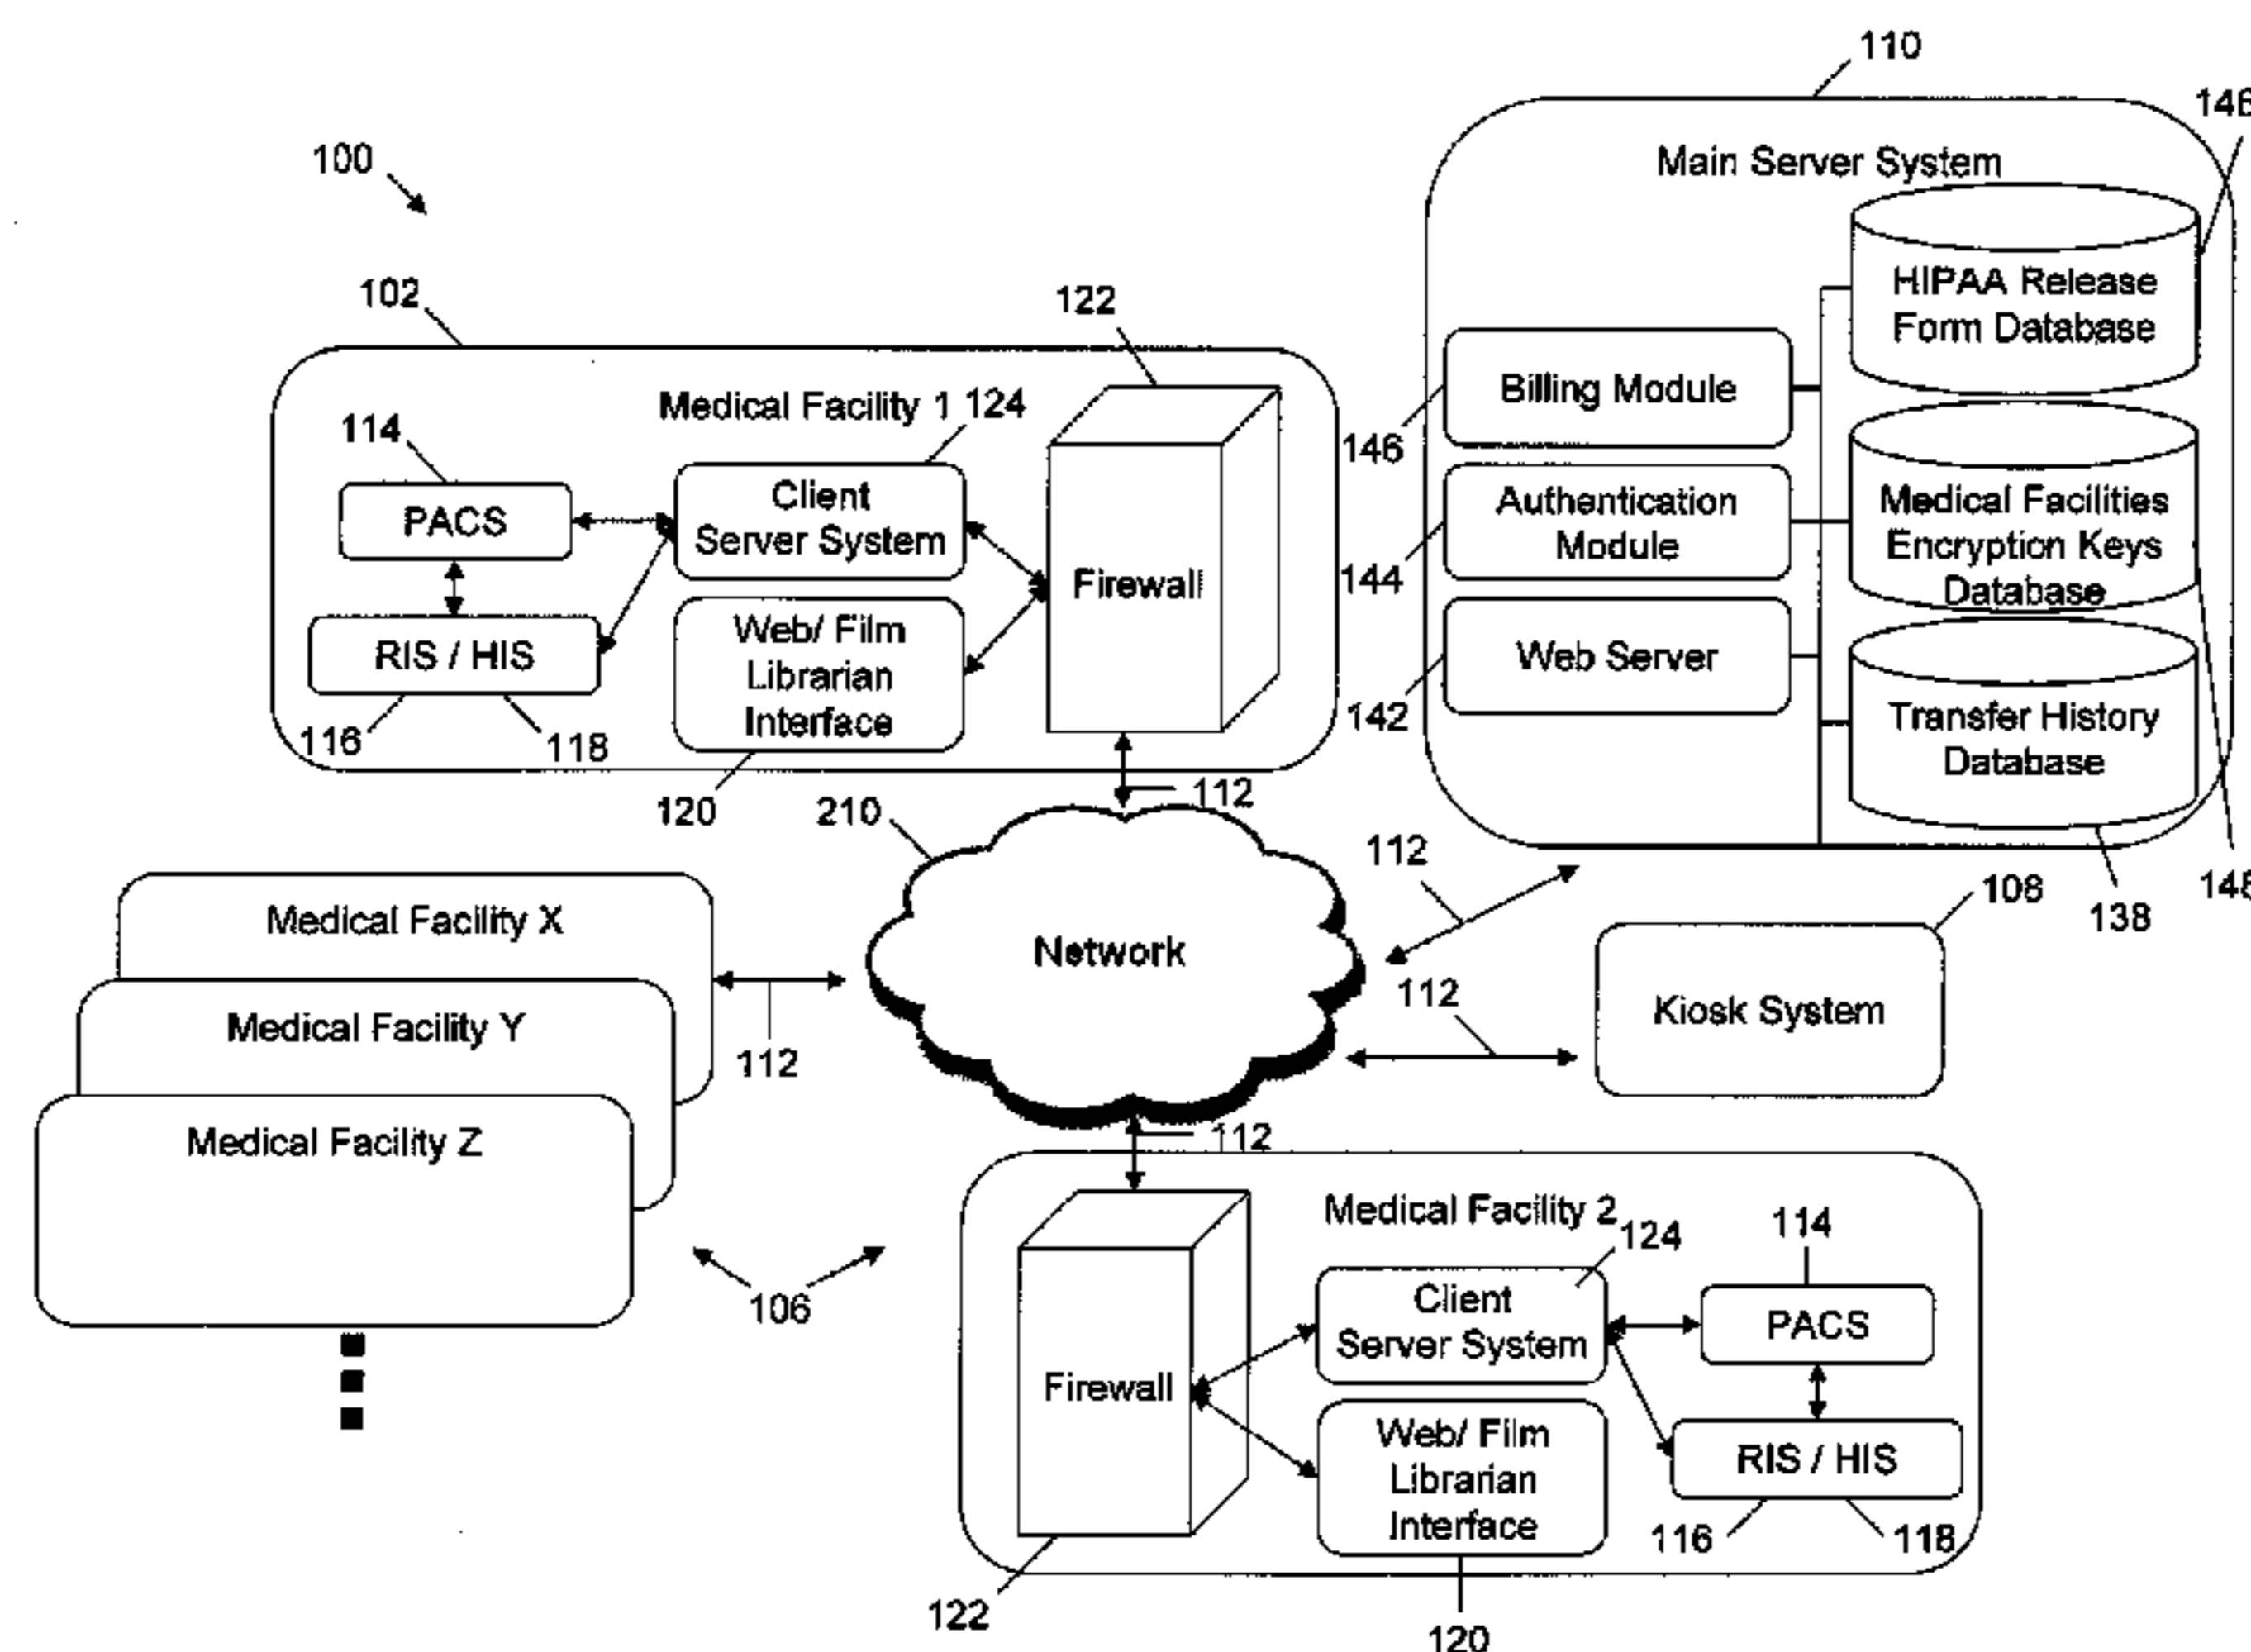 100
102
122
Medical Facility 1
124
114
PACS
Client
Server System
Firewall
RIS / HIS
Web/ Film
Librarian
Interface
116
118
120
112
110
Main Server System
HIPAA Release
Form Database
Billing Module
146
Authentication
Module
144
Medical Facilities
Encryption Keys
Database
Web Server
142
Transfer History
Database
138
210
Network
112
112
112
112
108
Kiosk System
Medical Facility X
Medical Facility Y
Medical Facility Z
106
Medical Facility 2
124
114
Client
Server System
PACS
Firewall
Web/ Film
Librarian
Interface
RIS / HIS
116
118
122
120